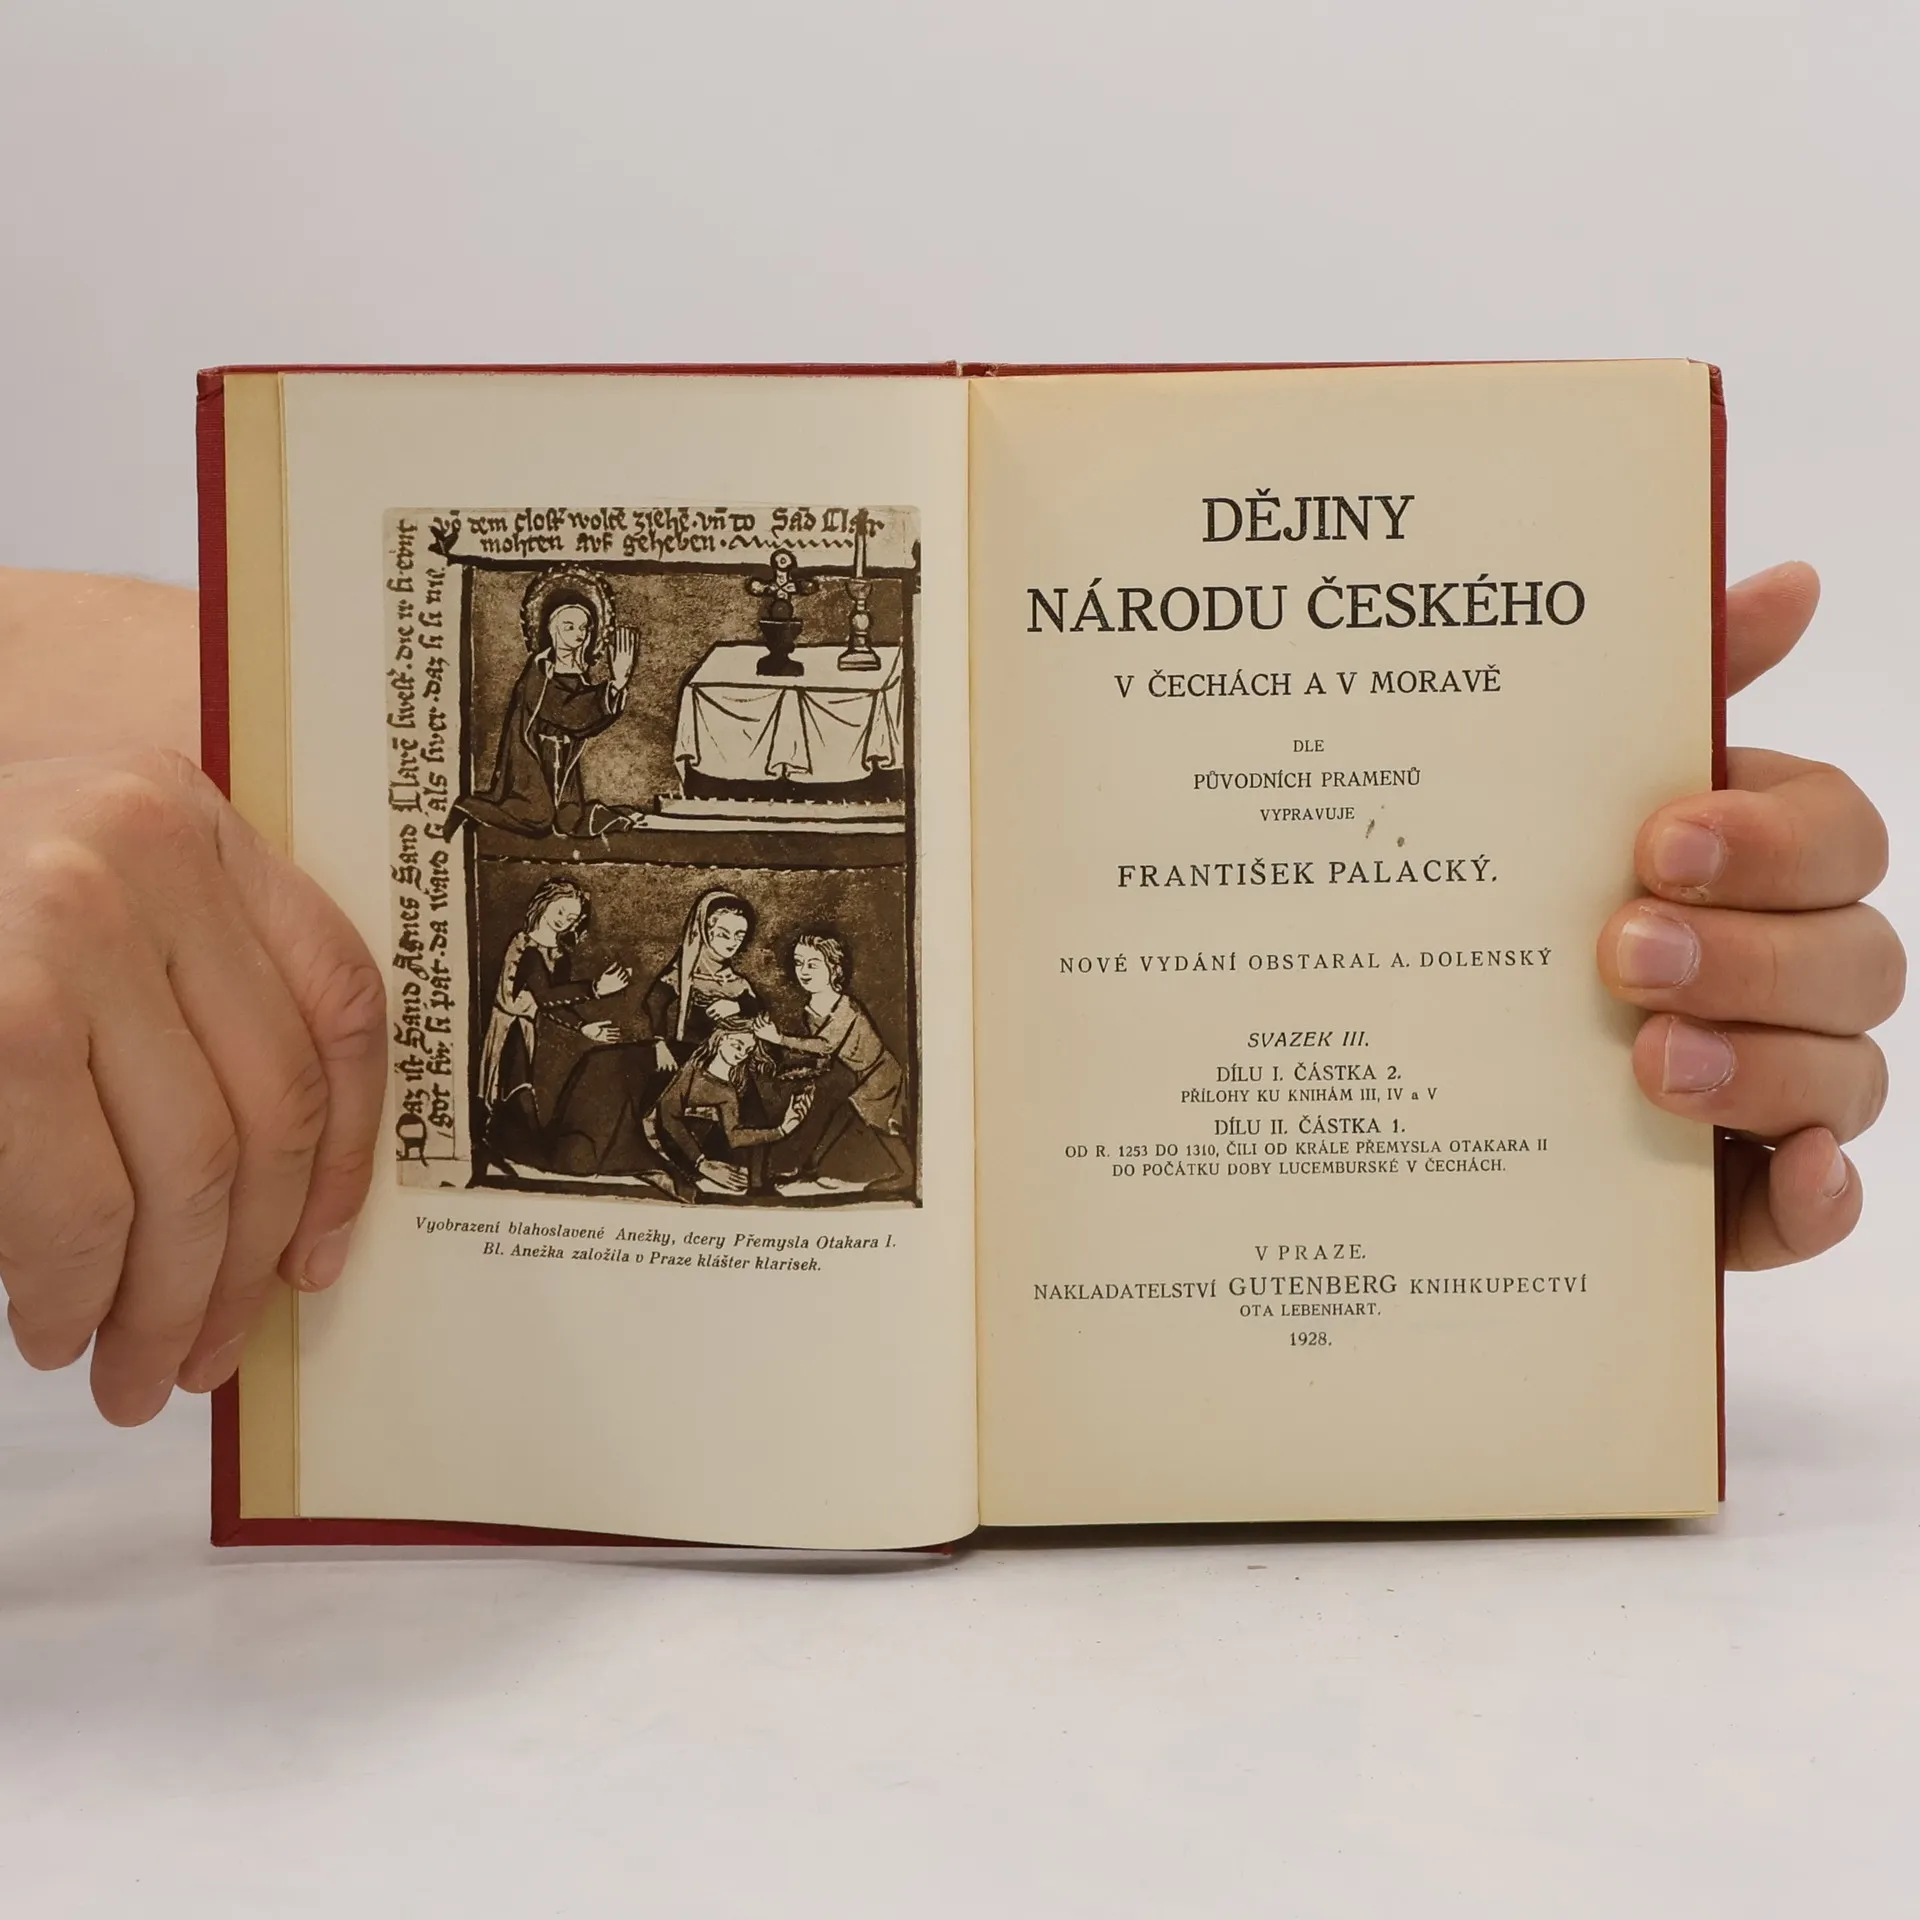 mohten avs geheben
Vyobrazení blahoslavené Anežky, dcery Přemysla Otakara I.
Bl. Anežka založila v Praze klášter klarisek.
DĚJINY
NÁRODU ČESKÉHO
V ČECHÁCH A V MORAVĚ
DLE
PŮVODNÍCH PRAMENŮ
VYPRAVUJE
FRANTIŠEK PALACKÝ.
NOVÉ VYDÁNÍ OBSTARAL A. DOLENSKÝ
SVAZEK III.
DÍLU I. ČÁSTKA 2.
PŘÍLOHY KU KNIHÁM III, IV a V
DÍLU II. ČÁSTKA 1.
OD R. 1253 DO 1310, ČILI OD KRÁLE PŘEMYSLA OTAKARA II
DO POČÁTKU DOBY LUCEMBURSKÉ V ČECHÁCH.
V PRAZE.
NAKLADATELSTVÍ GUTENBERG KNIHKUPECTVÍ
OTA LEBENHART.
1928.